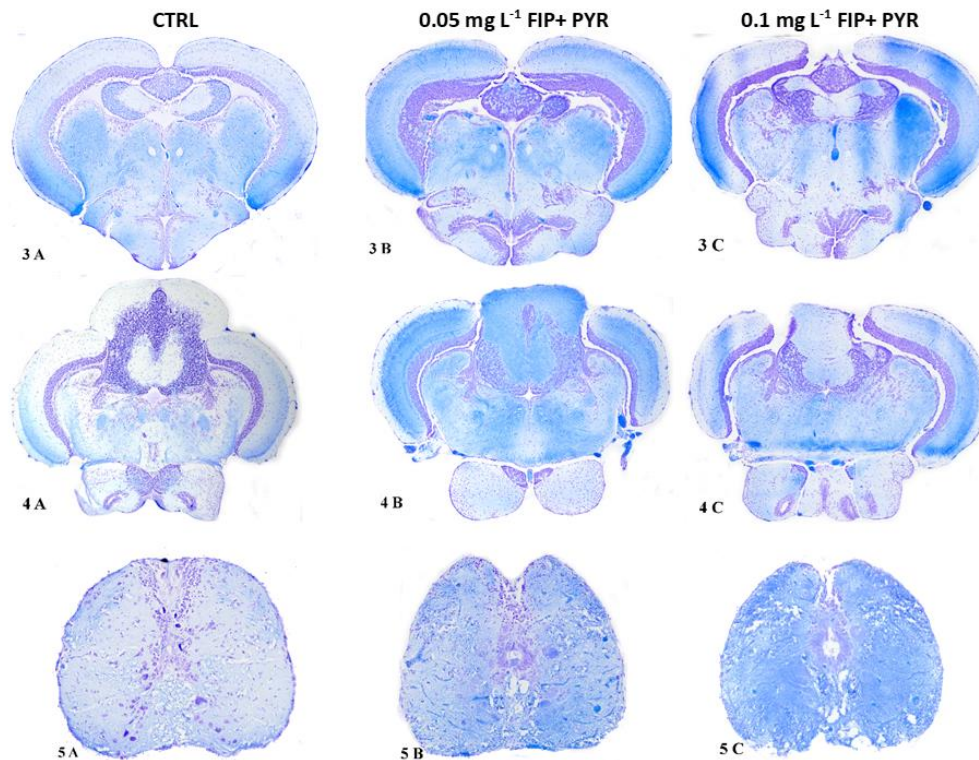 CTRL
0.05 mg L⁻¹ FIP+ PYR
0.1 mg L⁻¹ FIP+ PYR
3 A
3 B
3 C
4 A
4 B
4 C
5 A
5 B
5 C